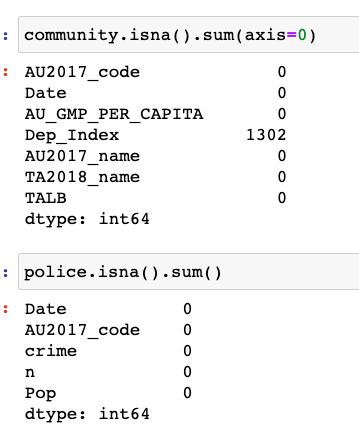 : community.isna().sum(axis=0)
: AU2017_code 0
Date 0
AU_GMP_PER_CAPITA 0
Dep_Index 1302
AU2017_name 0
TA2018_name 0
TALB 0
dtype: int64
: police.isna().sum()
: Date 0
AU2017_code 0
crime 0
n 0
Pop 0
dtype: int64